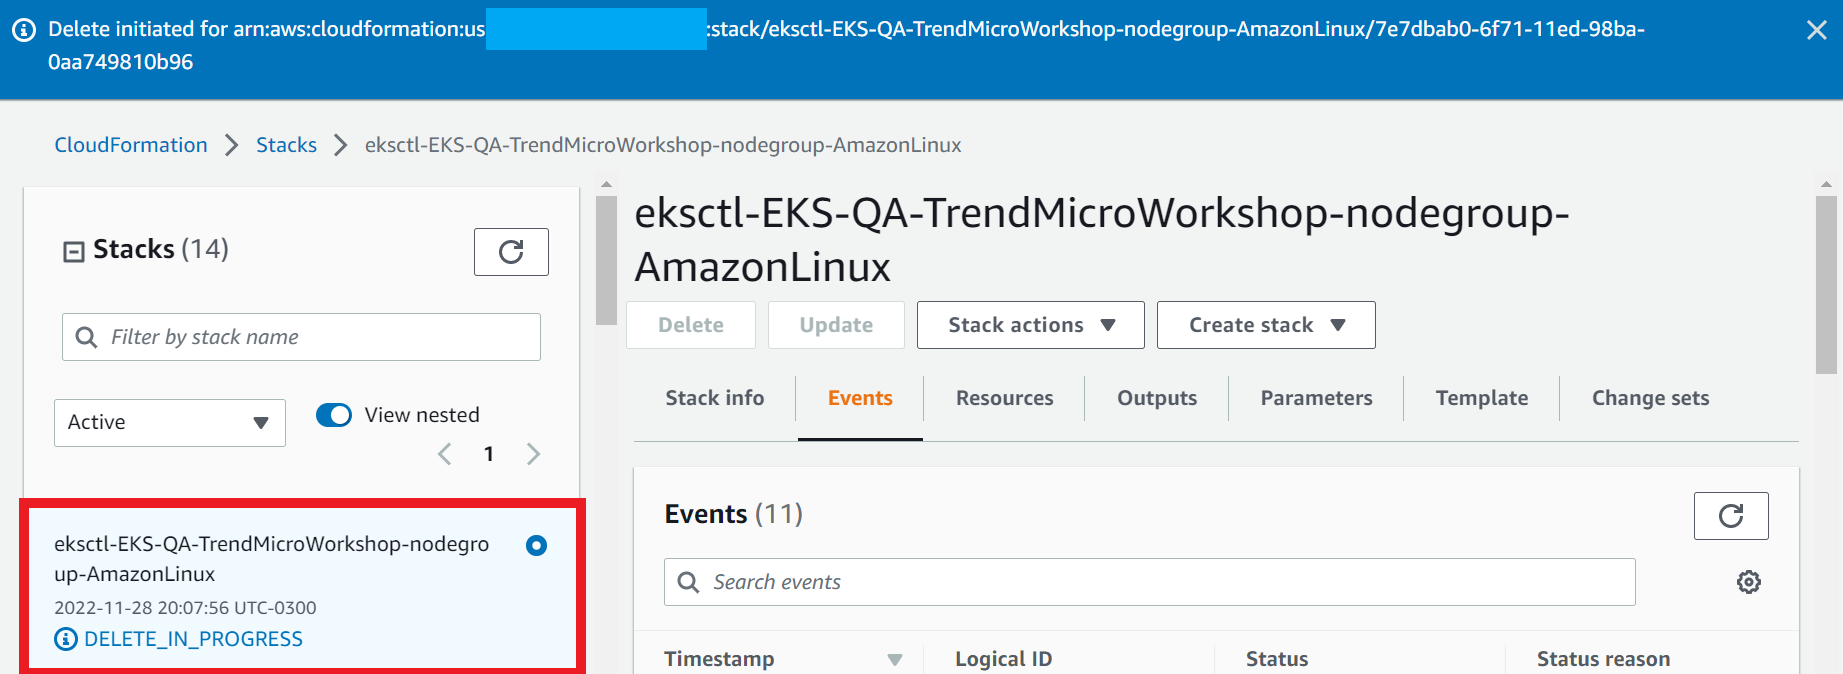 Delete initiated for arn:aws:cloudformation:us :stack/eksctl-EKS-QA-TrendMicroWorkshop-nodegroup-AmazonLinux/7e7dbab0-6f71-11ed-98ba-
0aa749810b96
CloudFormation > Stacks > eksctl-EKS-QA-TrendMicroWorkshop-nodegroup-AmazonLinux
Stacks (14)
Filter by stack name
Active
View nested
1
eksctl-EKS-QA-TrendMicroWorkshop-nodegro
up-AmazonLinux
2022-11-28 20:07:56 UTC-0300
DELETE_IN_PROGRESS
eksctl-EKS-QA-TrendMicroWorkshop-nodegroup-
AmazonLinux
Delete Update Stack actions Create stack
Stack info Events Resources Outputs Parameters Template Change sets
Events (11)
Search events
Timestamp Logical ID Status Status reason